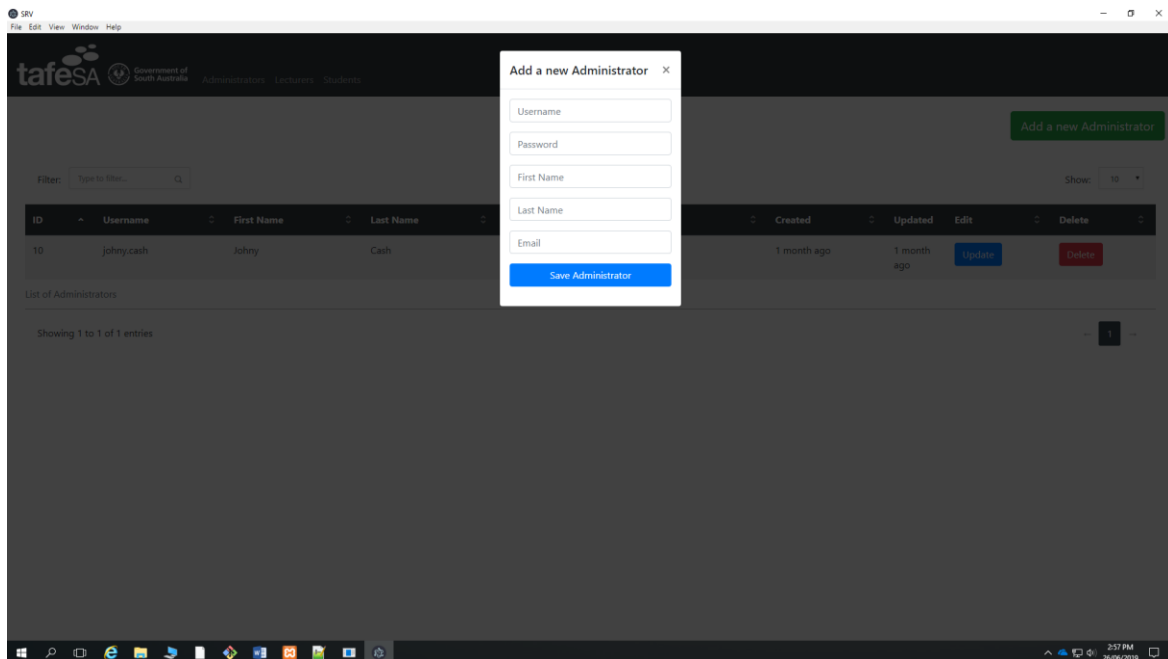 SRV
File Edit View Window Help
tafeSA Government of South Australia Administrators Lecturers Students
Add a new Administrator ×
Username
Password
First Name
Last Name
Email
Save Administrator
Add a new Administrator
Filter: Type to filter... Show: 10
ID Username First Name Last Name Created Updated Edit Delete
10 johny.cash Johny Cash 1 month ago 1 month ago Update Delete
List of Administrators
Showing 1 to 1 of 1 entries ← 1 →
2:57 PM
26/06/2019